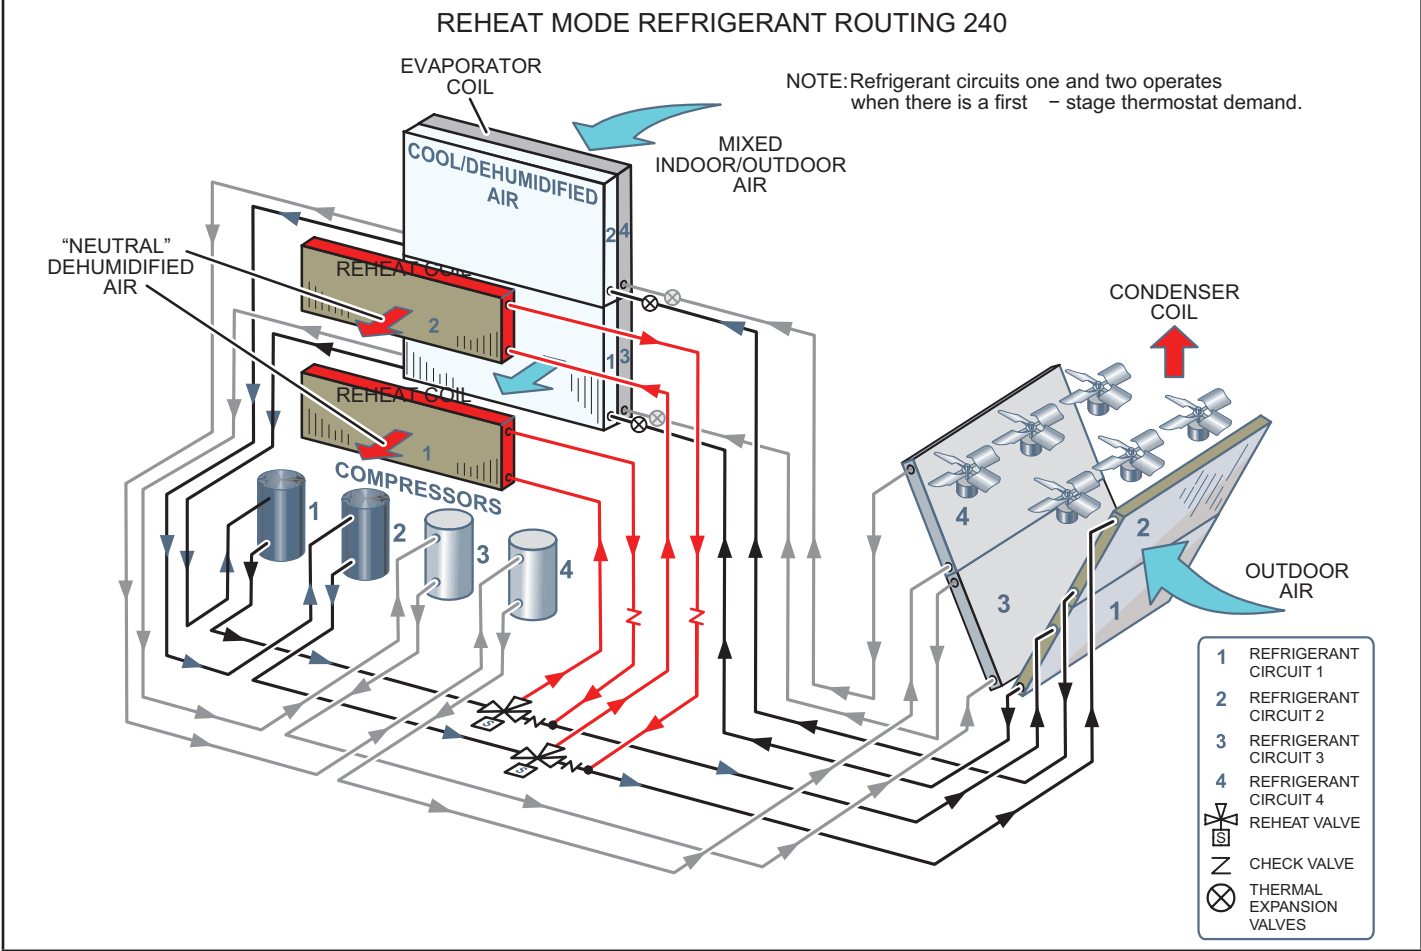 REHEAT MODE REFRIGERANT ROUTING 240
EVAPORATOR
COIL
NOTE: Refrigerant circuits one and two operates
when there is a first – stage thermostat demand.
MIXED
INDOOR/OUTDOOR
AIR
COOL/DEHUMIDIFIED
AIR
2 4
“NEUTRAL”
DEHUMIDIFIED
AIR
REHEAT COIL
2
1 3
REHEAT COIL
1
COMPRESSORS
1
2
3
4
CONDENSER
COIL
4
3
2
1
OUTDOOR
AIR
S
S
1 REFRIGERANT
CIRCUIT 1
2 REFRIGERANT
CIRCUIT 2
3 REFRIGERANT
CIRCUIT 3
4 REFRIGERANT
CIRCUIT 4
S REHEAT VALVE
CHECK VALVE
THERMAL
EXPANSION
VALVES